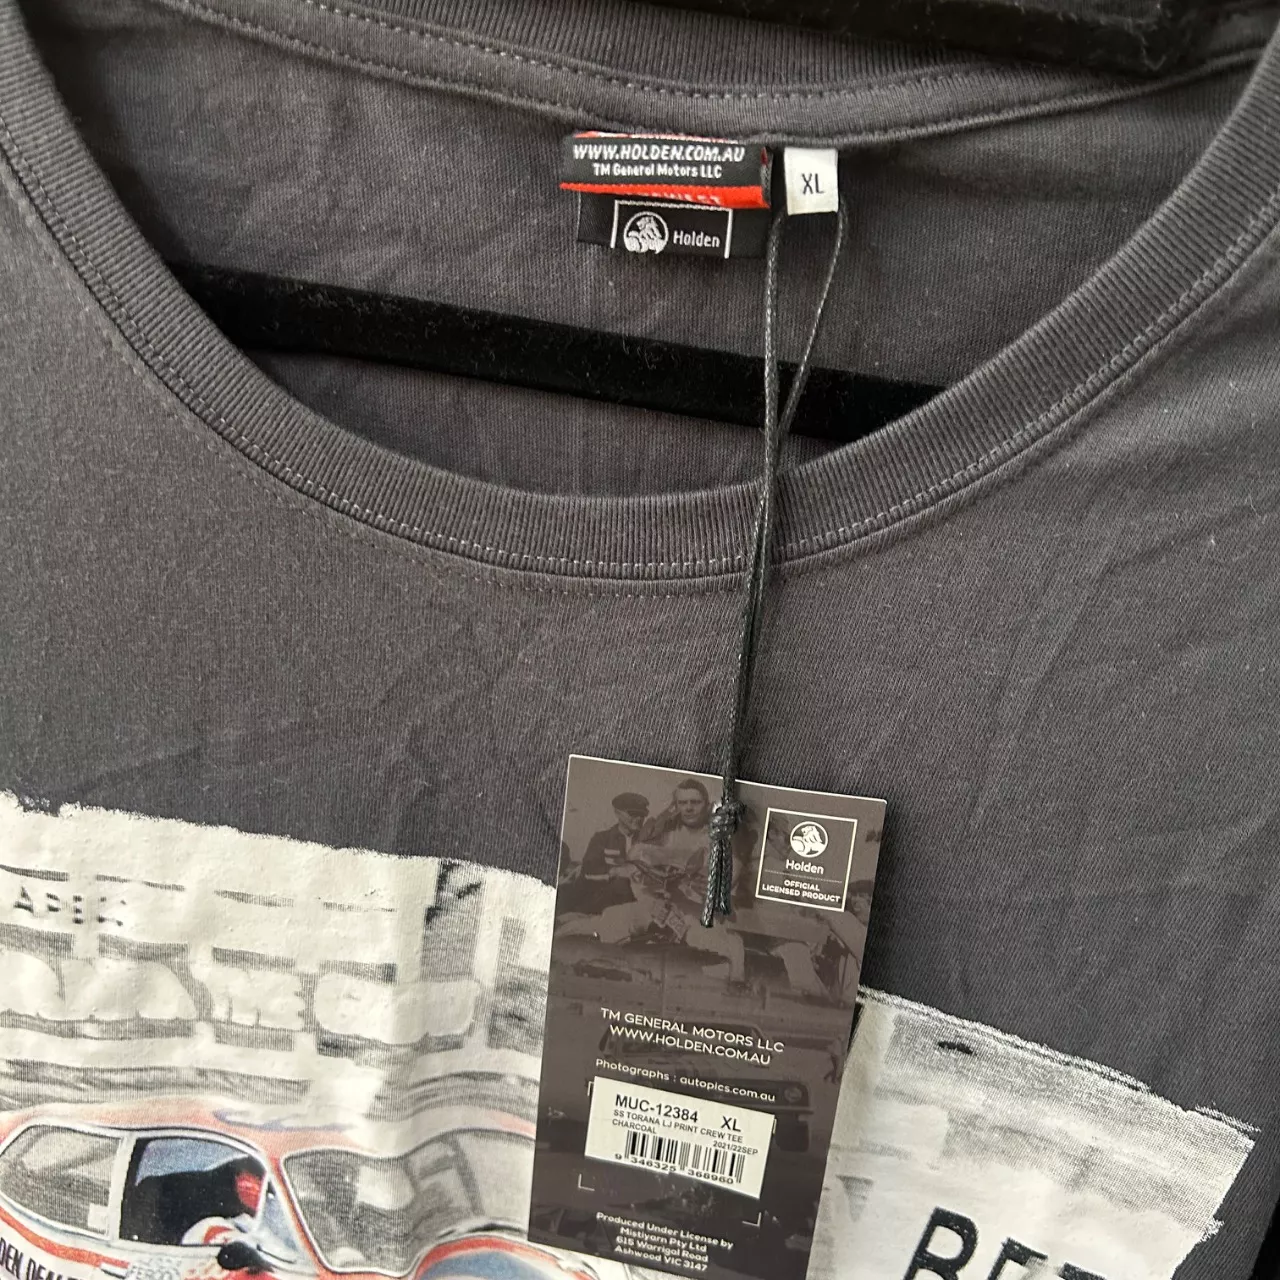 WWW.HOLDEN.COM.AU
TM General Motors LLC
Holden
XL
Holden
OFFICIAL
LICENSED PRODUCT
TM GENERAL MOTORS LLC
WWW.HOLDEN.COM.AU
Photographs : autopics.com.au
MUC-12384 XL
SS TORANA LJ PRINT CREW TEE
CHARCOAL 2021/22SEP
9 346325 368960
Produced Under License by
Mistiyarn Pty Ltd
615 Warrigal Road
Ashwood VIC 3147